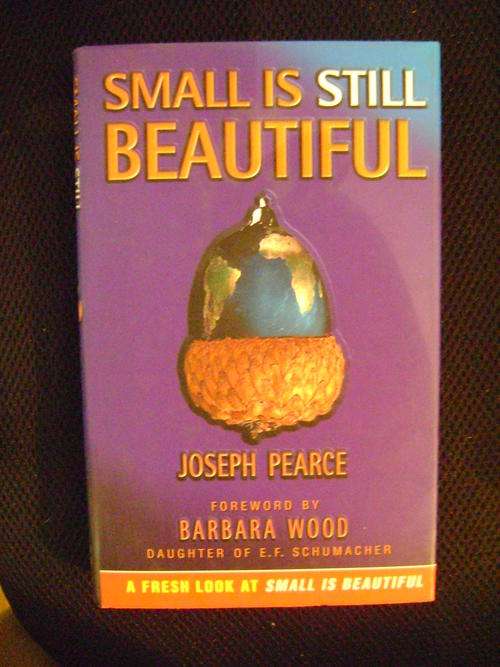 SMALL IS STILL
BEAUTIFUL
JOSEPH PEARCE
FOREWORD BY
BARBARA WOOD
DAUGHTER OF E.F. SCHUMACHER
A FRESH LOOK AT SMALL IS BEAUTIFUL